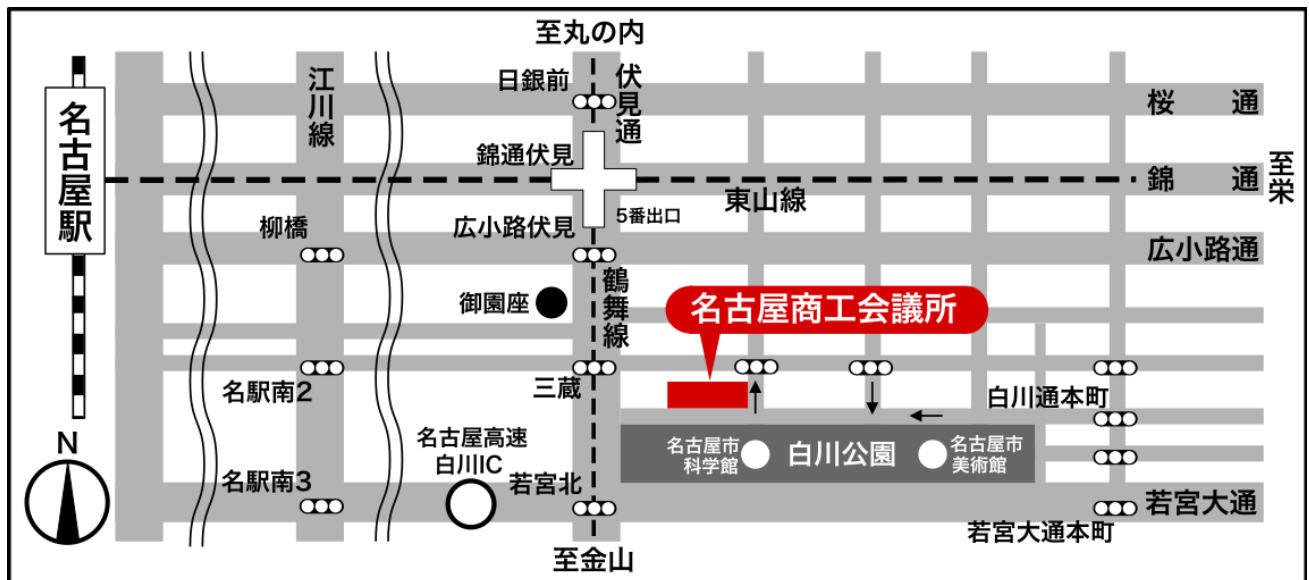 至丸の内
日銀前
伏見通
江川線
桜通
名古屋駅
錦通伏見
錦通
至栄
東山線
5番出口
柳橋
広小路伏見
広小路通
鶴舞線
御園座
名古屋商工会議所
名駅南2
三蔵
白川通本町
N
名古屋高速
白川IC
名古屋市
科学館
白川公園
名古屋市
美術館
名駅南3
若宮北
若宮大通
若宮大通本町
至金山